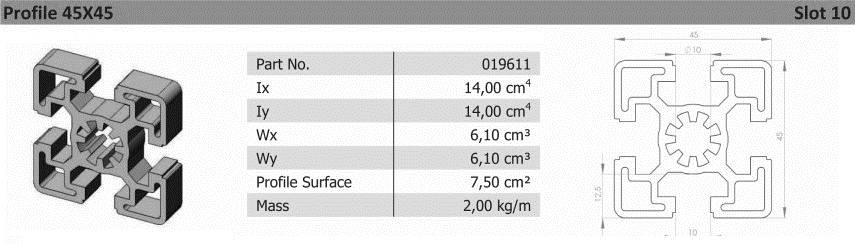 Profile 45X45 Slot 10
Part No. 019611
Ix 14,00 cm⁴
Iy 14,00 cm⁴
Wx 6,10 cm³
Wy 6,10 cm³
Profile Surface 7,50 cm²
Mass 2,00 kg/m
45
∅10
45
12,5
10